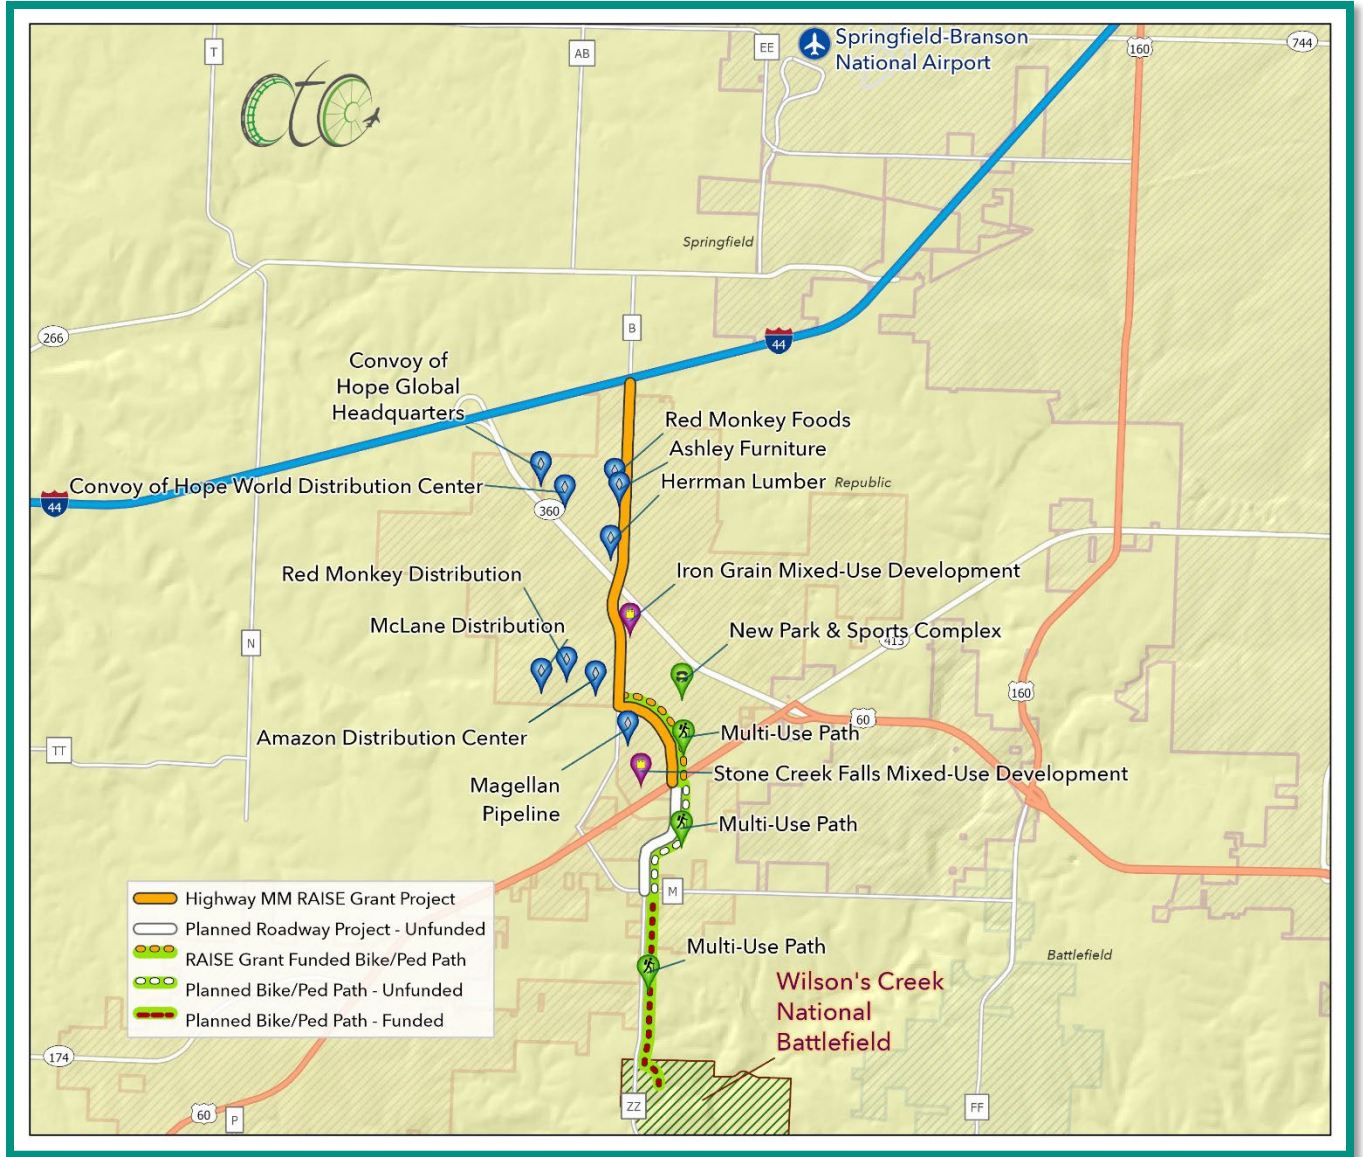 T
AB
EE
Springfield-Branson
National Airport
160
744
cto
Springfield
266
B
44
Convoy of
Hope Global
Headquarters
Red Monkey Foods
Ashley Furniture
Convoy of Hope World Distribution Center
Herrman Lumber
Republic
44
360
Red Monkey Distribution
Iron Grain Mixed-Use Development
McLane Distribution
New Park & Sports Complex
N
413
160
60
TT
Amazon Distribution Center
Multi-Use Path
Magellan
Pipeline
Stone Creek Falls Mixed-Use Development
Multi-Use Path
M
Highway MM RAISE Grant Project
Planned Roadway Project - Unfunded
RAISE Grant Funded Bike/Ped Path
Planned Bike/Ped Path - Unfunded
Planned Bike/Ped Path - Funded
Multi-Use Path
Battlefield
Wilson's Creek
National
Battlefield
174
60
P
ZZ
FF